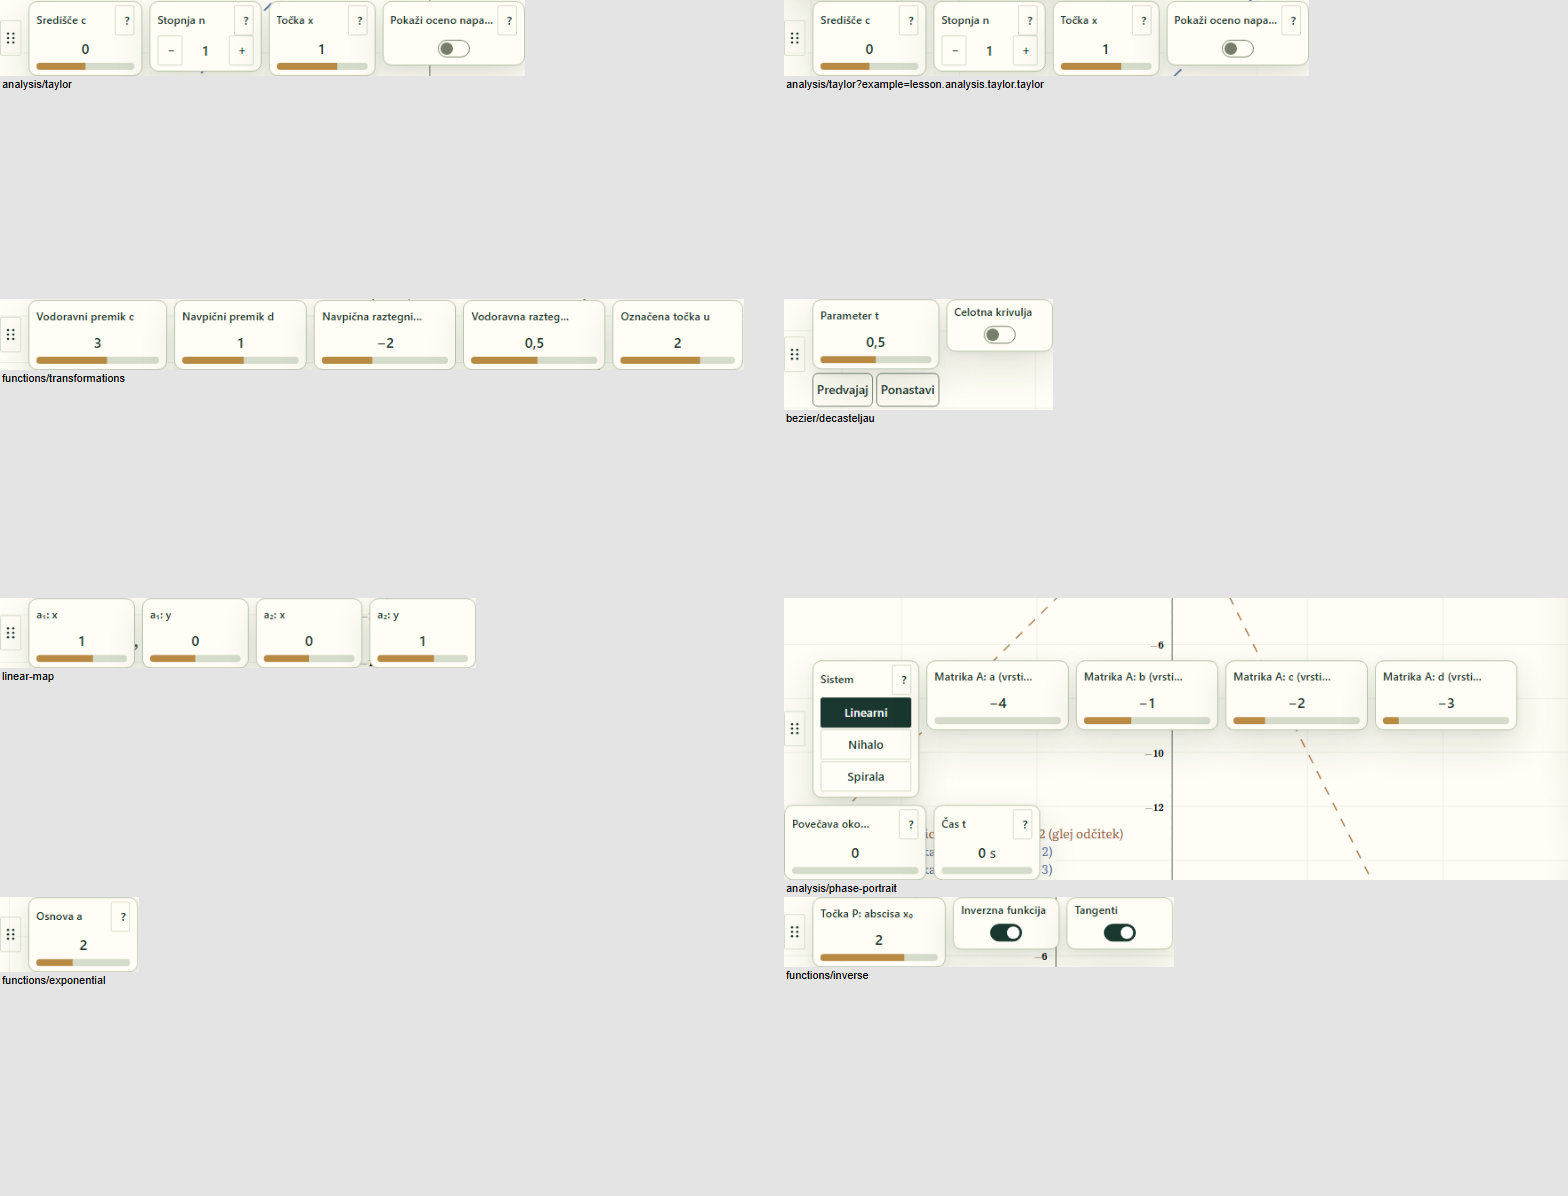 Središče c ? Stopnja n ? Točka x ? Pokaži oceno napa... ?
0 − 1 + 1
analysis/taylor
Središče c ? Stopnja n ? Točka x ? Pokaži oceno napa... ?
0 − 1 + 1
analysis/taylor?example=lesson.analysis.taylor.taylor
Vodoravni premik c Navpični premik d Navpična raztegni... Vodoravna razteg... Označena točka u
3 1 −2 0,5 2
functions/transformations
Parameter t Celotna krivulja
0,5
Predvajaj Ponastavi
bezier/decasteljau
a₁: x a₁: y a₂: x a₂: y
1 0 0 1
linear-map
−6
Sistem ? Matrika A: a (vrsti... Matrika A: b (vrsti... Matrika A: c (vrsti... Matrika A: d (vrsti...
−4 −1 −2 −3
Linearni
Nihalo
−10
Spirala
−12
Povečava oko... ? Čas t ? 2 (glej odčitek)
0 0 s 2)
3)
analysis/phase-portrait
Osnova a ?
2
functions/exponential
Točka P: abscisa x₀ Inverzna funkcija Tangenti
2
−6
functions/inverse